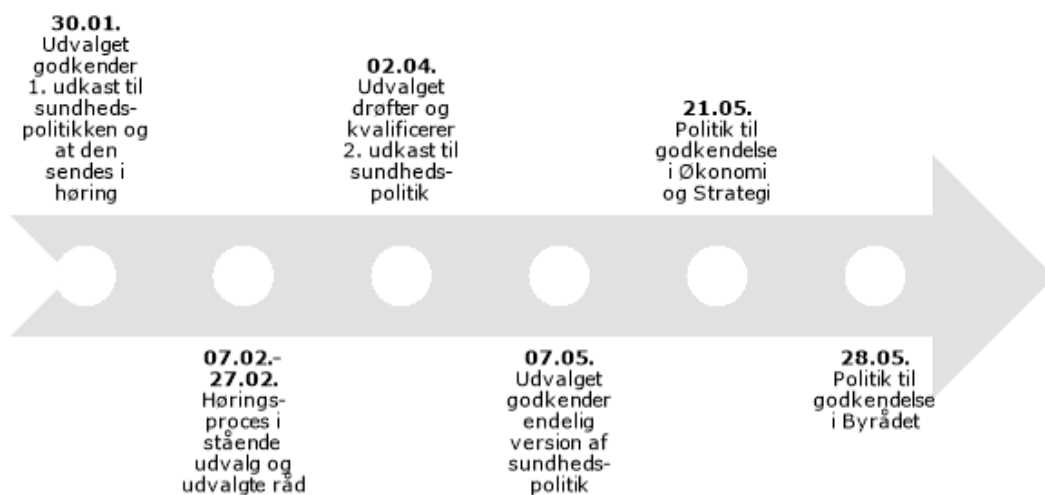 30.01.
Udvalget
godkender
1. udkast til
sundheds-
politikken og
at den
sendes i
høring
07.02.-
27.02.
Hørings-
proces i
stående
udvalg og
udvalgte råd
02.04.
Udvalget
drøfter og
kvalificerer
2. udkast til
sundheds-
politik
07.05.
Udvalget
godkender
endelig
version af
sundheds-
politik
21.05.
Politik til
godkendelse
i Økonomi
og Strategi
28.05.
Politik til
godkendelse
i Byrådet